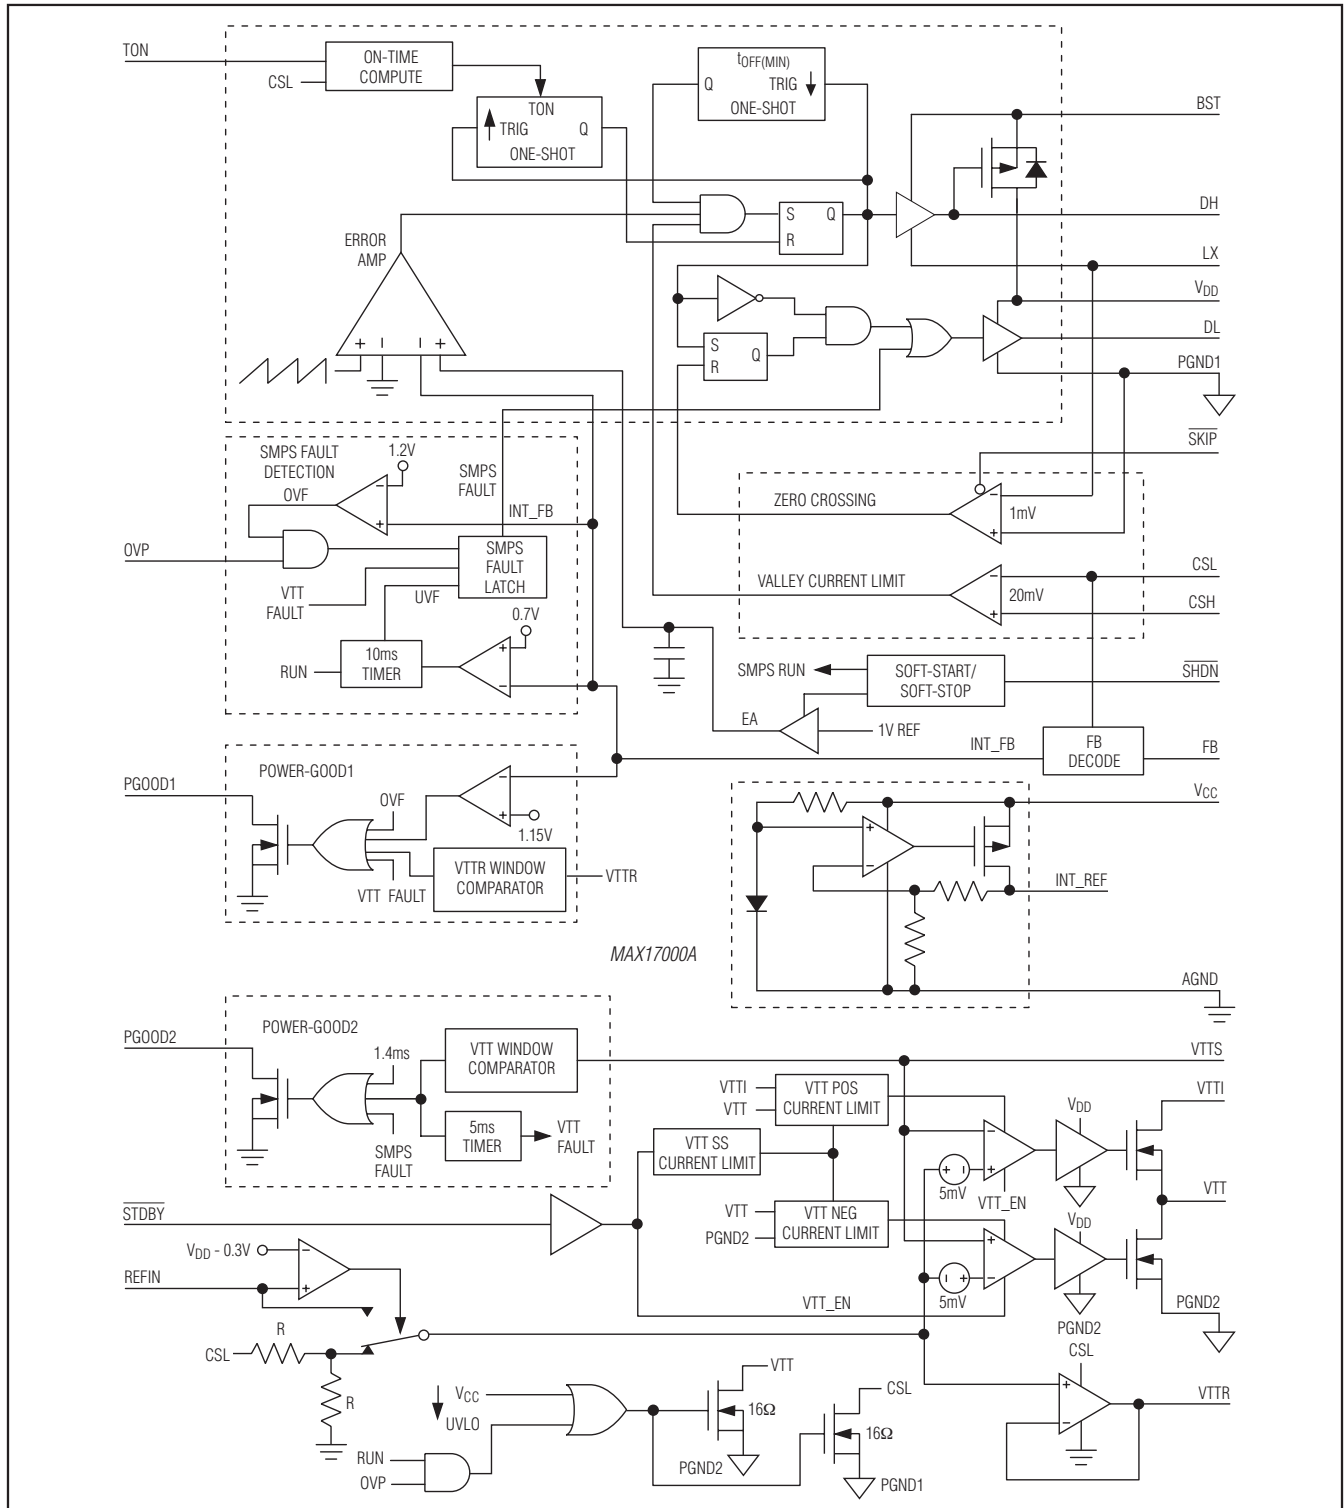 TON
ON-TIME
COMPUTE
CSL
tOFF(MIN)
Q TRIG
ONE-SHOT
TON
TRIG Q
ONE-SHOT
BST
S Q
R
DH
ERROR
AMP
LX
VDD
+ − − +
S Q
R
DL
PGND1
SKIP
SMPS FAULT
DETECTION
1.2V
OVF
−
+
SMPS
FAULT
INT_FB
ZERO CROSSING
−
1mV
+
OVP
SMPS
FAULT
LATCH
VTT
FAULT
UVF
VALLEY CURRENT LIMIT
−
20mV
+
CSL
CSH
0.7V
+
−
RUN
10ms
TIMER
SMPS RUN
SOFT-START/
SOFT-STOP
SHDN
EA
1V REF
INT_FB
FB
DECODE
FB
POWER-GOOD1
PGOOD1
OVF
−
+
1.15V
VTT FAULT
VTTR WINDOW
COMPARATOR
VTTR
VCC
+
−
INT_REF
MAX17000A
AGND
POWER-GOOD2
PGOOD2
1.4ms
VTT WINDOW
COMPARATOR
VTTS
5ms
TIMER
VTT
FAULT
SMPS
FAULT
VTTI
VTT
VTT POS
CURRENT LIMIT
VDD
VTTI
VTT SS
CURRENT LIMIT
−
+
+ −
5mV
VTT_EN
VTT
STDBY
VTT
PGND2
VTT NEG
CURRENT LIMIT
VDD
+
−
− +
5mV
VDD - 0.3V
−
+
REFIN
VTT_EN
PGND2
PGND2
CSL
R
CSL
R
VTT
CSL
+
−
VTTR
VCC
UVLO
16Ω
16Ω
RUN
OVP
PGND2
PGND1